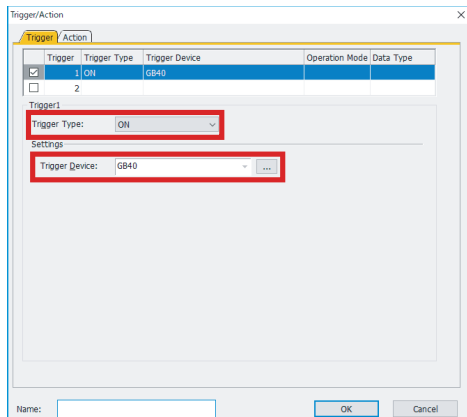 Trigger/Action
Trigger Action
Trigger Trigger Type Trigger Device Operation Mode Data Type
1 ON GB40
2
Trigger1
Trigger Type: ON
Settings
Trigger Device: GB40 ...
Name: OK Cancel